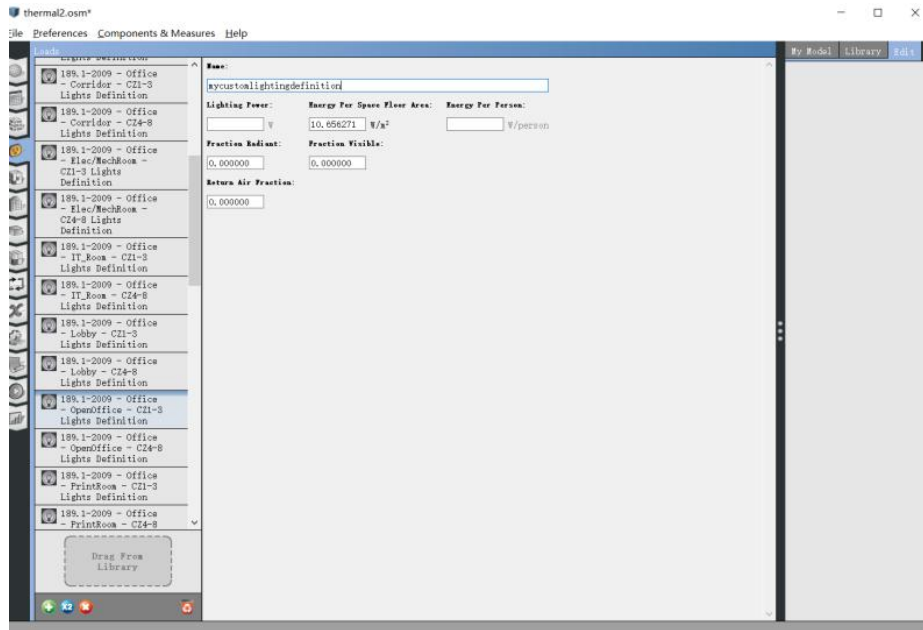 thermal2.osm*
File Preferences Components & Measures Help
Loads
My Model Library Edit
Lights Definition
189.1-2009 - Office
- Corridor - CZ1-3
Lights Definition
189.1-2009 - Office
- Corridor - CZ4-8
Lights Definition
189.1-2009 - Office
- Elec/MechRoom -
CZ1-3 Lights
Definition
189.1-2009 - Office
- Elec/MechRoom -
CZ4-8 Lights
Definition
189.1-2009 - Office
- IT_Room - CZ1-3
Lights Definition
189.1-2009 - Office
- IT_Room - CZ4-8
Lights Definition
189.1-2009 - Office
- Lobby - CZ1-3
Lights Definition
189.1-2009 - Office
- Lobby - CZ4-8
Lights Definition
189.1-2009 - Office
- OpenOffice - CZ1-3
Lights Definition
189.1-2009 - Office
- OpenOffice - CZ4-8
Lights Definition
189.1-2009 - Office
- PrintRoom - CZ1-3
Lights Definition
189.1-2009 - Office
- PrintRoom - CZ4-8
Drag From
Library
x2
Name:
mycustomlightingdefinition
Lighting Power: Energy Per Space Floor Area: Energy Per Person:
W 10.656271 W/m² W/person
Fraction Radiant: Fraction Visible:
0.000000 0.000000
Return Air Fraction:
0.000000